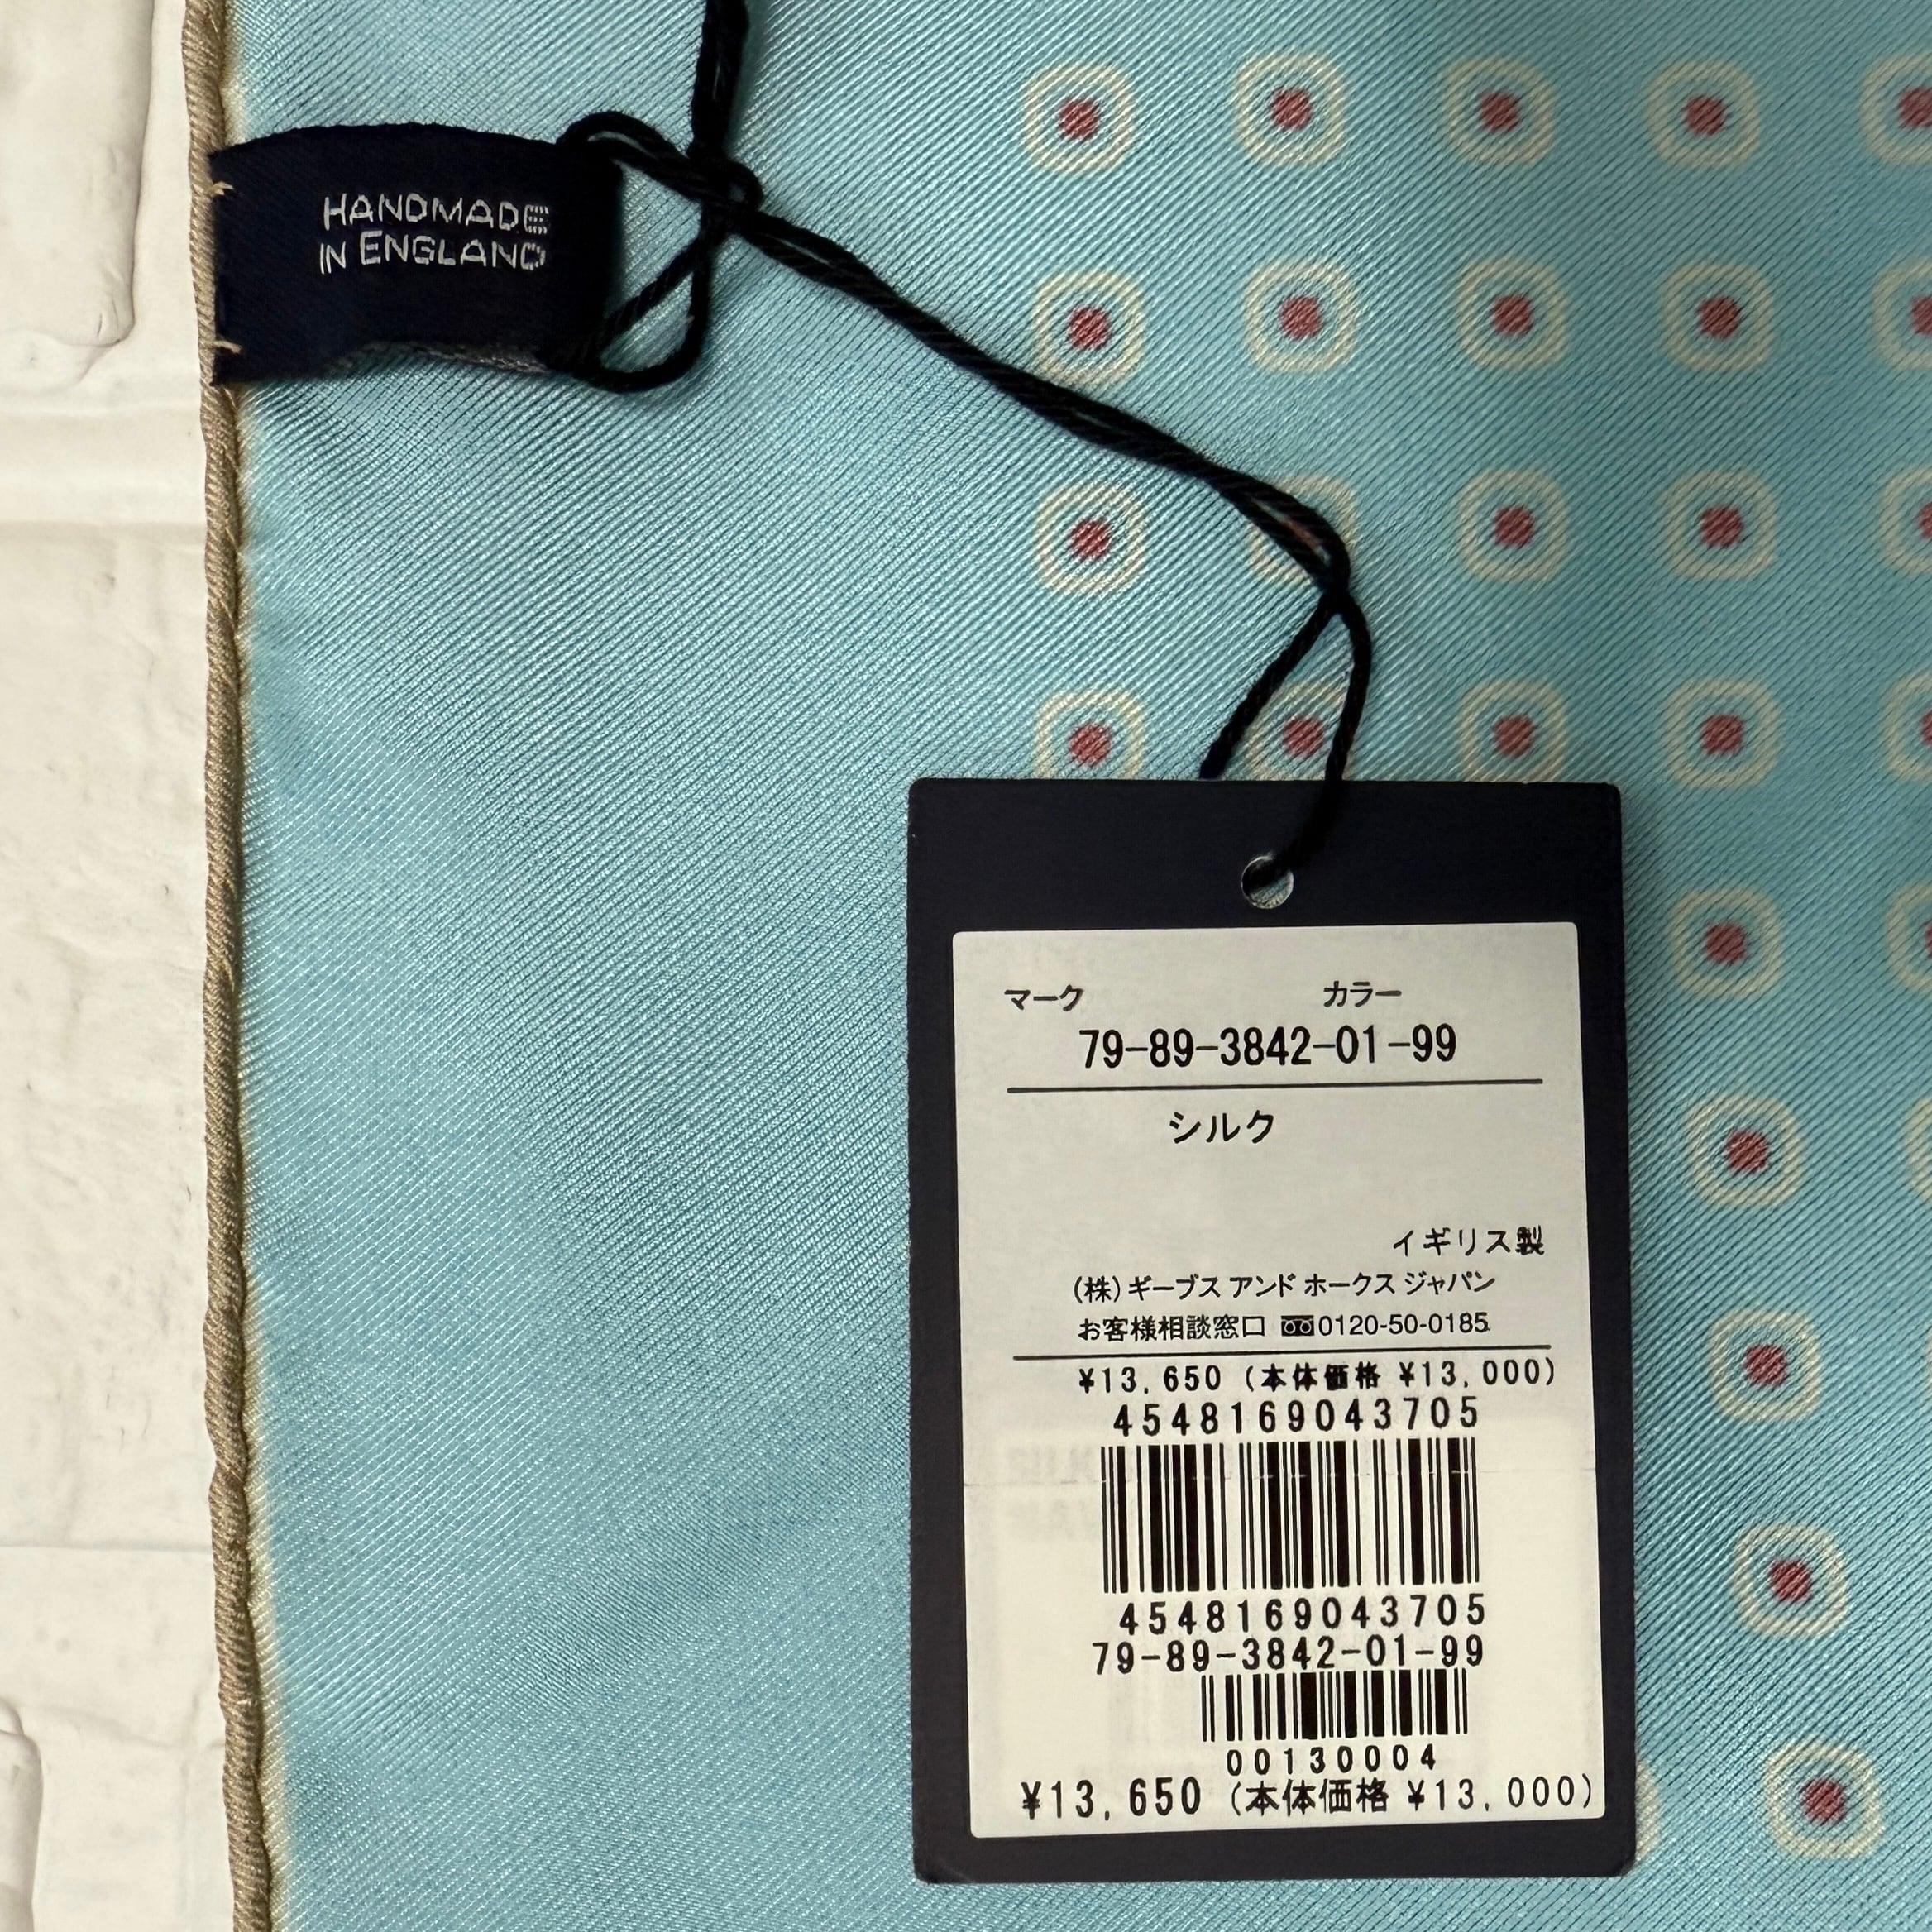 HANDMADE
IN ENGLAND
マーク カラー
79-89-3842-01-99
シルク
イギリス製
(株)ギーブス アンド ホークス ジャパン
お客様相談窓口 0120-50-0185
¥13,650 (本体価格 ¥13,000)
4548169043705
4548169043705
79-89-3842-01-99
00130004
¥13,650 (本体価格 ¥13,000)